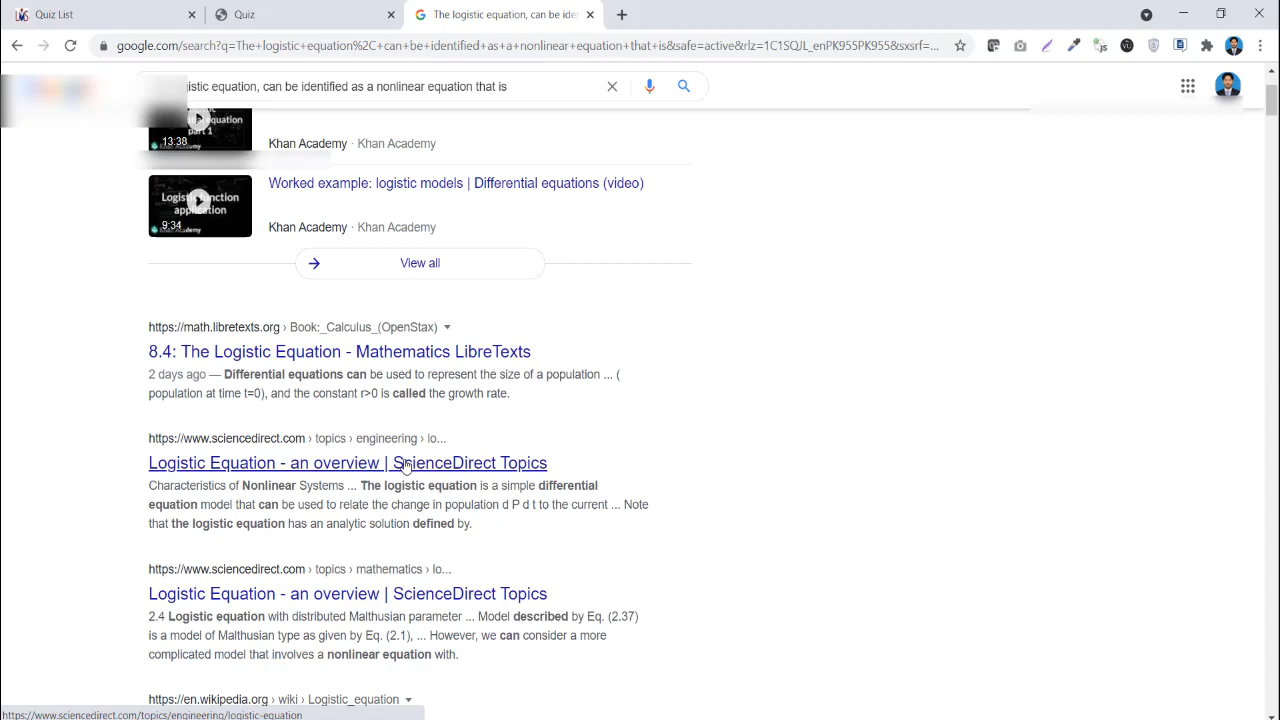 Quiz List
Quiz
The logistic equation, can be ide
google.com/search?q=The+logistic+equation%2C+can+be+identified+as+a+nonlinear+equation+that+is&safe=active&rlz=1C1SQJL_enPK955PK955&sxsrf=...
istic equation, can be identified as a nonlinear equation that is
ential equation
part 1
13:38
Khan Academy
Khan Academy · Khan Academy
Worked example: logistic models | Differential equations (video)
Logistic function
application
9:34
Khan Academy
Khan Academy · Khan Academy
View all
https://math.libretexts.org › Book:_Calculus_(OpenStax)
8.4: The Logistic Equation - Mathematics LibreTexts
2 days ago — Differential equations can be used to represent the size of a population ... (
population at time t=0), and the constant r>0 is called the growth rate.
https://www.sciencedirect.com › topics › engineering › lo...
Logistic Equation - an overview | ScienceDirect Topics
Characteristics of Nonlinear Systems ... The logistic equation is a simple differential
equation model that can be used to relate the change in population d P d t to the current ... Note
that the logistic equation has an analytic solution defined by.
https://www.sciencedirect.com › topics › mathematics › lo...
Logistic Equation - an overview | ScienceDirect Topics
2.4 Logistic equation with distributed Malthusian parameter ... Model described by Eq. (2.37)
is a model of Malthusian type as given by Eq. (2.1), ... However, we can consider a more
complicated model that involves a nonlinear equation with.
https://en.wikipedia.org › wiki › Logistic_equation
https://www.sciencedirect.com/topics/engineering/logistic-equation